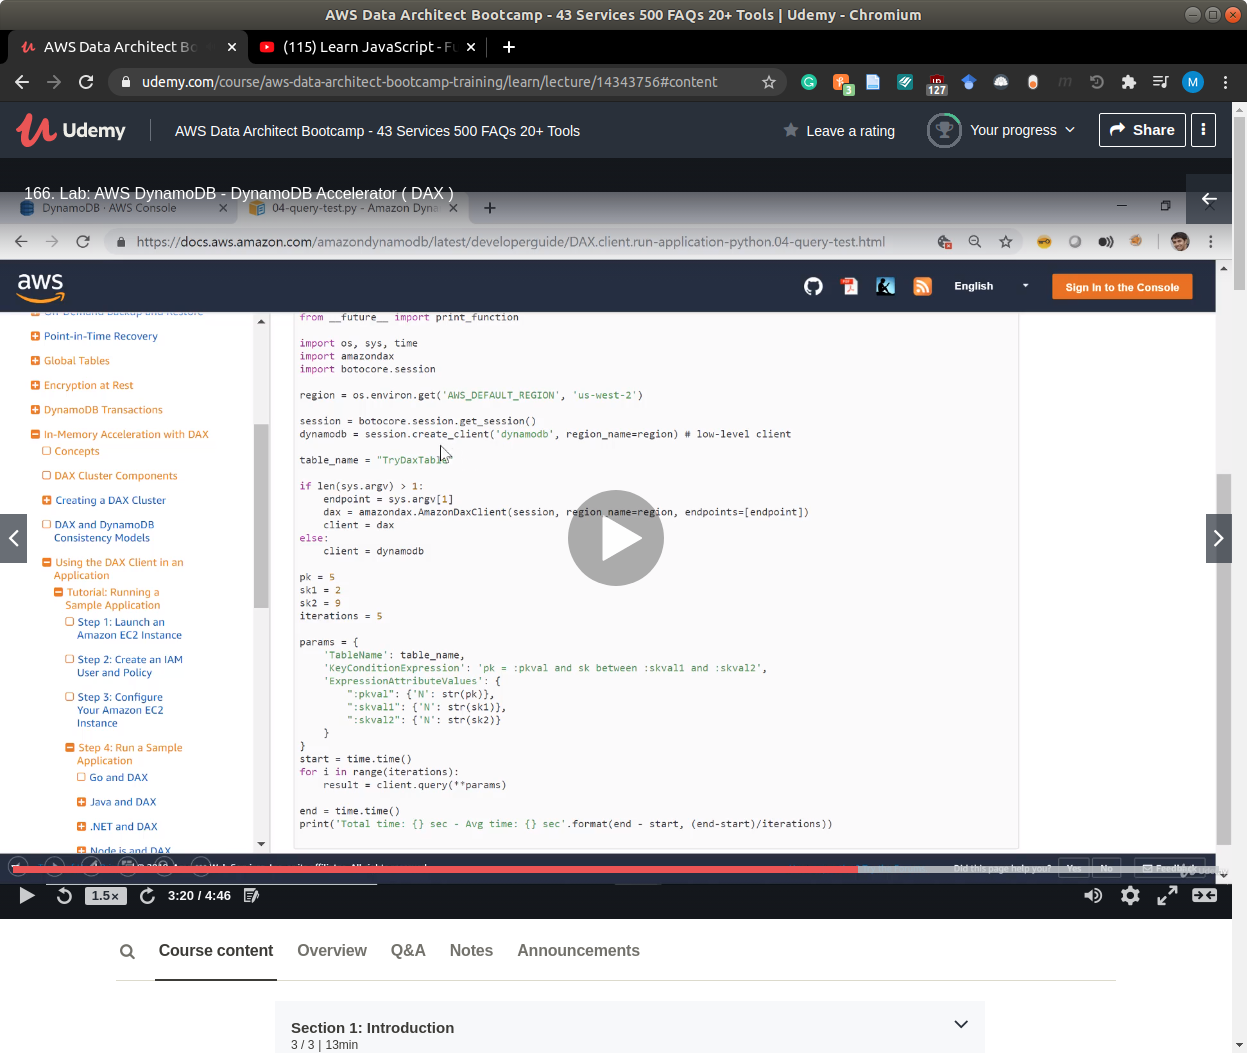 AWS Data Architect Bootcamp - 43 Services 500 FAQs 20+ Tools | Udemy - Chromium
AWS Data Architect Bo
(115) Learn JavaScript - Fu
udemy.com/course/aws-data-architect-bootcamp-training/learn/lecture/14343756#content
3
127
M
Udemy
AWS Data Architect Bootcamp - 43 Services 500 FAQs 20+ Tools
Leave a rating
Your progress
Share
166. Lab: AWS DynamoDB - DynamoDB Accelerator ( DAX )
DynamoDB · AWS Console
04-query-test.py - Amazon Dyna
https://docs.aws.amazon.com/amazondynamodb/latest/developerguide/DAX.client.run-application-python.04-query-test.html
aws
English
Sign In to the Console
On-Demand Backup and Restore
Point-in-Time Recovery
Global Tables
Encryption at Rest
DynamoDB Transactions
In-Memory Acceleration with DAX
Concepts
DAX Cluster Components
Creating a DAX Cluster
DAX and DynamoDB
Consistency Models
Using the DAX Client in an
Application
Tutorial: Running a
Sample Application
Step 1: Launch an
Amazon EC2 Instance
Step 2: Create an IAM
User and Policy
Step 3: Configure
Your Amazon EC2
Instance
Step 4: Run a Sample
Application
Go and DAX
Java and DAX
.NET and DAX
Node.js and DAX
from __future__ import print_function
import os, sys, time
import amazondax
import botocore.session
region = os.environ.get('AWS_DEFAULT_REGION', 'us-west-2')
session = botocore.session.get_session()
dynamodb = session.create_client('dynamodb', region_name=region) # low-level client
table_name = "TryDaxTable"
if len(sys.argv) > 1:
    endpoint = sys.argv[1]
    dax = amazondax.AmazonDaxClient(session, region_name=region, endpoints=[endpoint])
    client = dax
else:
    client = dynamodb
pk = 5
sk1 = 2
sk2 = 9
iterations = 5
params = {
    'TableName': table_name,
    'KeyConditionExpression': 'pk = :pkval and sk between :skval1 and :skval2',
    'ExpressionAttributeValues': {
        ":pkval": {'N': str(pk)},
        ":skval1": {'N': str(sk1)},
        ":skval2": {'N': str(sk2)}
    }
}
start = time.time()
for i in range(iterations):
    result = client.query(**params)
end = time.time()
print('Total time: {} sec - Avg time: {} sec'.format(end - start, (end-start)/iterations))
Did this page help you?
Yes
No
Feedback
1.5×
3:20 / 4:46
Course content
Overview
Q&A
Notes
Announcements
Section 1: Introduction
3 / 3 | 13min